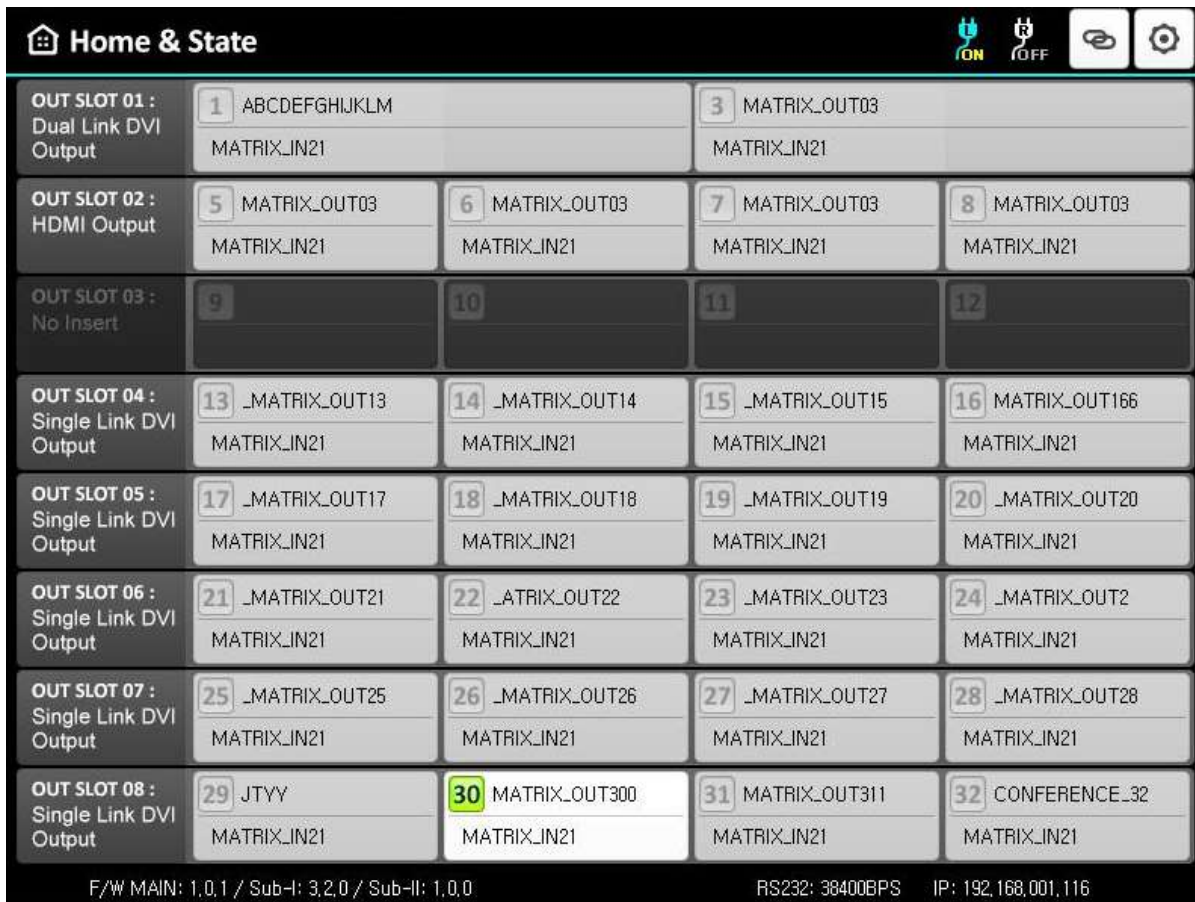 Home & State
L ON R OFF
OUT SLOT 01 :
Dual Link DVI
Output
1 ABCDEFGHIJKLM
MATRIX_IN21
3 MATRIX_OUT03
MATRIX_IN21
OUT SLOT 02 :
HDMI Output
5 MATRIX_OUT03
MATRIX_IN21
6 MATRIX_OUT03
MATRIX_IN21
7 MATRIX_OUT03
MATRIX_IN21
8 MATRIX_OUT03
MATRIX_IN21
OUT SLOT 03 :
No Insert
9
10
11
12
OUT SLOT 04 :
Single Link DVI
Output
13 _MATRIX_OUT13
MATRIX_IN21
14 _MATRIX_OUT14
MATRIX_IN21
15 _MATRIX_OUT15
MATRIX_IN21
16 MATRIX_OUT166
MATRIX_IN21
OUT SLOT 05 :
Single Link DVI
Output
17 _MATRIX_OUT17
MATRIX_IN21
18 _MATRIX_OUT18
MATRIX_IN21
19 _MATRIX_OUT19
MATRIX_IN21
20 _MATRIX_OUT20
MATRIX_IN21
OUT SLOT 06 :
Single Link DVI
Output
21 _MATRIX_OUT21
MATRIX_IN21
22 _ATRIX_OUT22
MATRIX_IN21
23 _MATRIX_OUT23
MATRIX_IN21
24 _MATRIX_OUT2
MATRIX_IN21
OUT SLOT 07 :
Single Link DVI
Output
25 _MATRIX_OUT25
MATRIX_IN21
26 _MATRIX_OUT26
MATRIX_IN21
27 _MATRIX_OUT27
MATRIX_IN21
28 _MATRIX_OUT28
MATRIX_IN21
OUT SLOT 08 :
Single Link DVI
Output
29 JTYY
MATRIX_IN21
30 MATRIX_OUT300
MATRIX_IN21
31 MATRIX_OUT311
MATRIX_IN21
32 CONFERENCE_32
MATRIX_IN21
F/W MAIN: 1.0.1 / Sub-I: 3.2.0 / Sub-II: 1.0.0 RS232: 38400BPS IP: 192.168.001.116